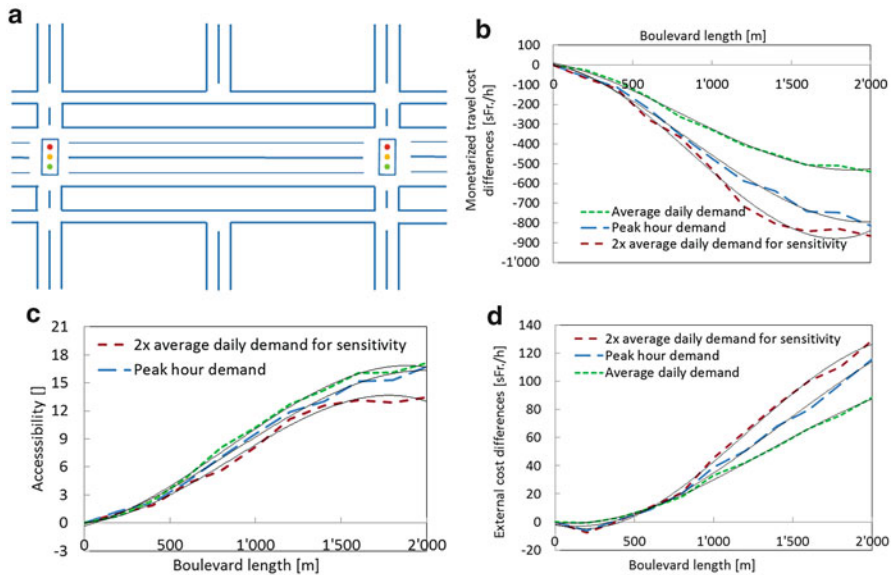 a
b
Boulevard length [m]
100
0
-100
-200
-300
-400
-500
-600
-700
-800
-900
-1'000
0
500
1'000
1'500
2'000
Monetarized travel cost
differences [sFr./h]
Average daily demand
Peak hour demand
2x average daily demand for sensitivity
c
21
18
15
12
9
6
3
0
-3
Accesssibility []
2x average daily demand for sensitivity
Peak hour demand
0
500
1'000
1'500
2'000
Boulevard length [m]
d
140
120
100
80
60
40
20
0
-20
External cost differences [sFr./h]
2x average daily demand for sensitivity
Peak hour demand
Average daily demand
0
500
1'000
1'500
2'000
Boulevard length [m]